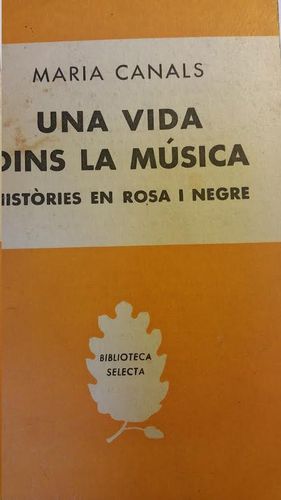 MARIA CANALS
UNA VIDA
DINS LA MÚSICA
HISTÒRIES EN ROSA I NEGRE
BIBLIOTECA
SELECTA